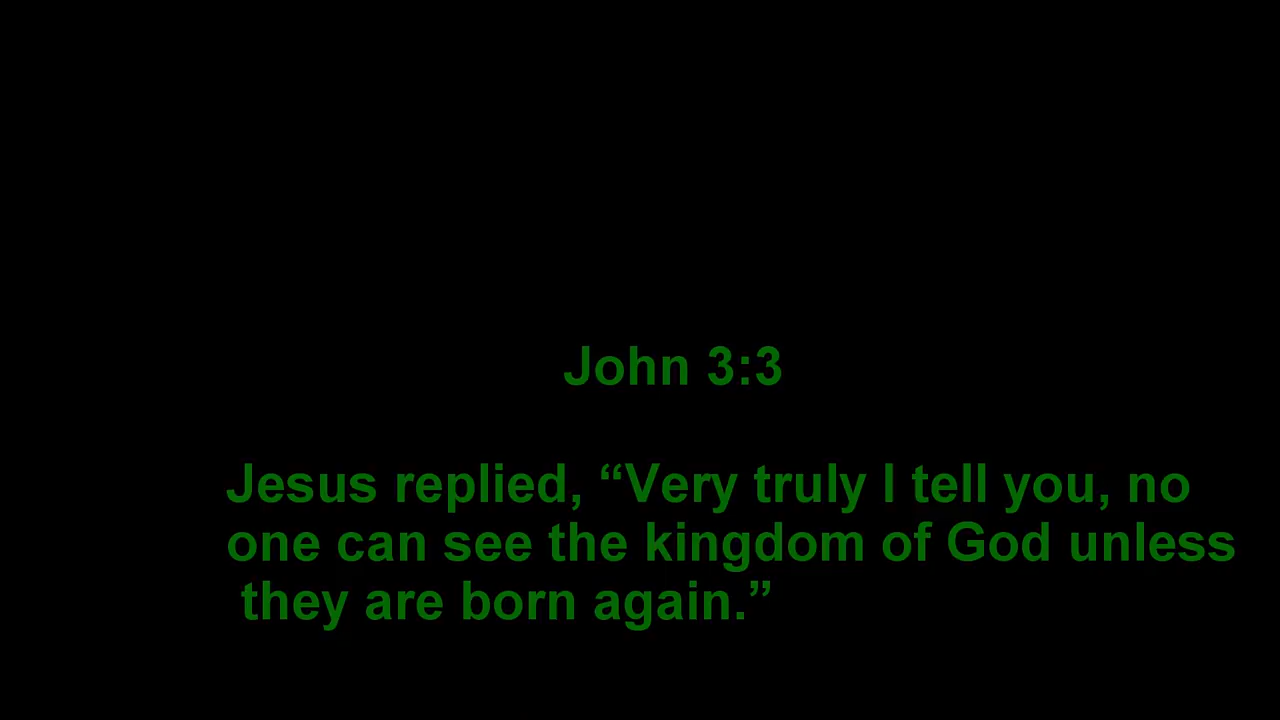 John 3:3
Jesus replied, “Very truly I tell you, no
one can see the kingdom of God unless
they are born again.”